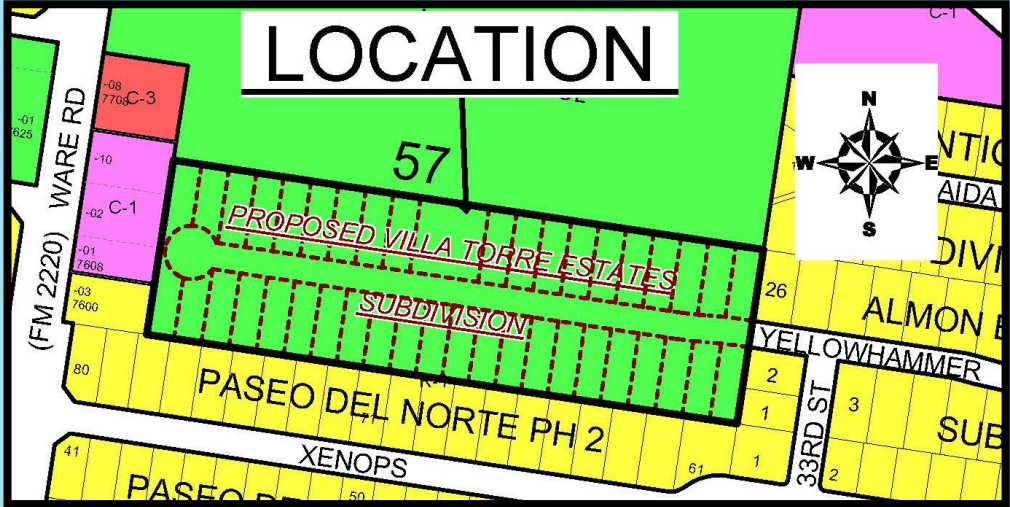 LOCATION
C-1
-08
7708
C-3
-01
7625
WARE RD
(FM 2220)
-10
-02
C-1
-01
7608
-03
7600
57
N
W
E
S
AIDA
DIVI
ALMON
PROPOSED VILLA TORRE ESTATES
SUBDIVISION
26
YELLOWHAMMER
80
PASEO DEL NORTE PH 2
2
1
1
61
33RD ST
3
2
SUB
XENOPS
41
50